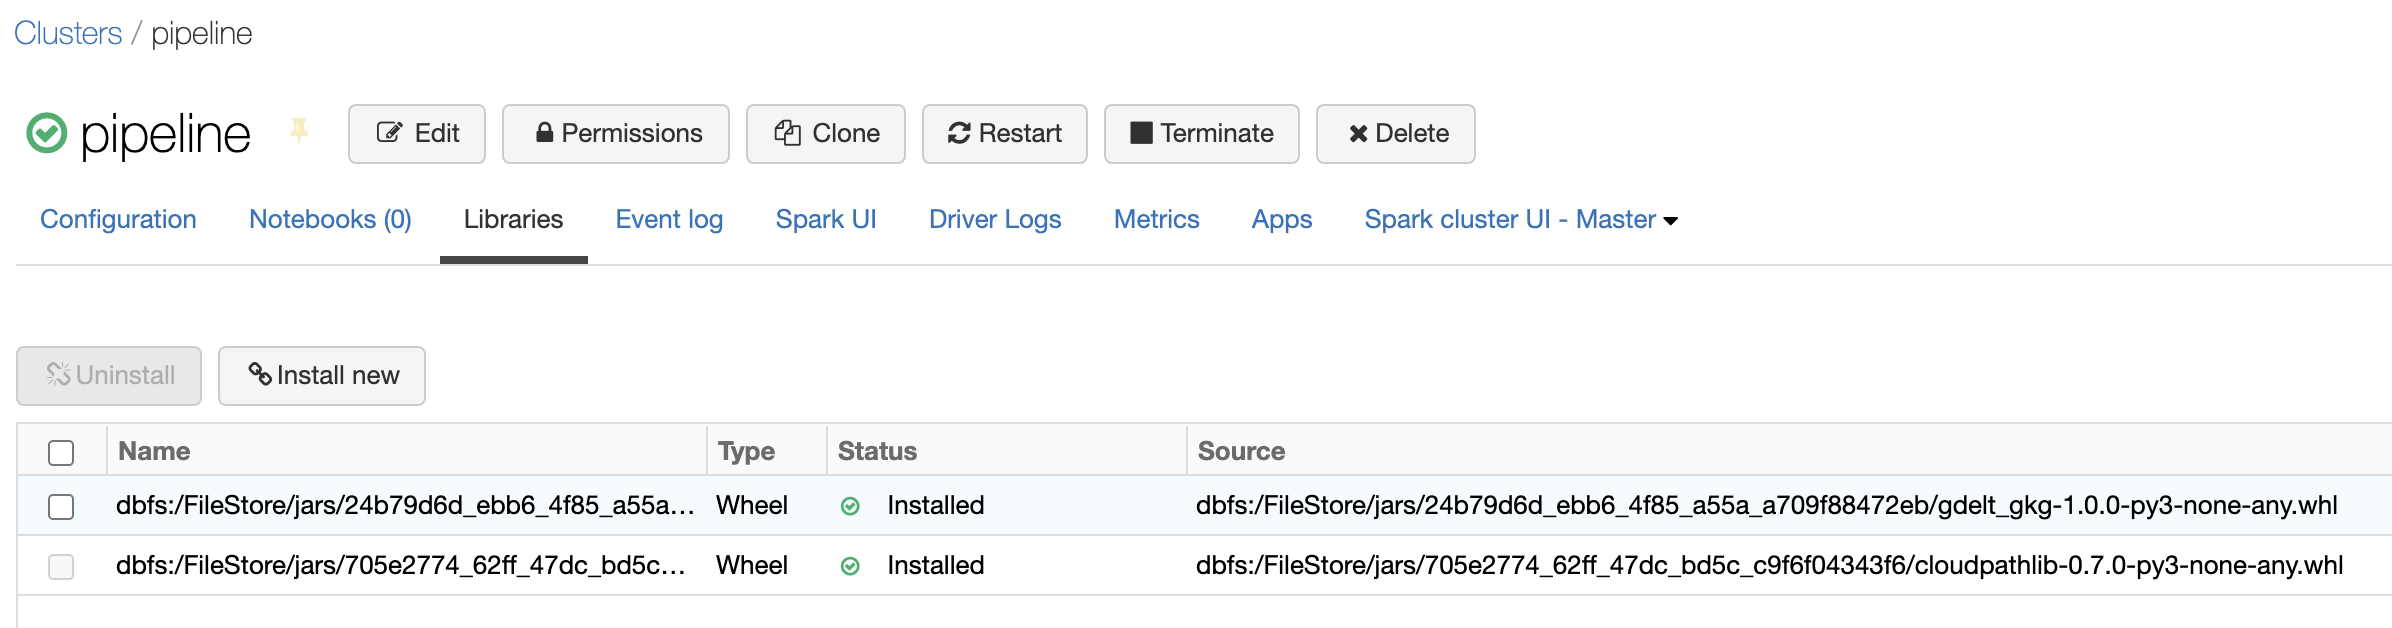 Clusters / pipeline
pipeline Edit Permissions Clone Restart Terminate Delete
Configuration Notebooks (0) Libraries Event log Spark UI Driver Logs Metrics Apps Spark cluster UI - Master
Uninstall Install new
Name Type Status Source
dbfs:/FileStore/jars/24b79d6d_ebb6_4f85_a55a... Wheel Installed dbfs:/FileStore/jars/24b79d6d_ebb6_4f85_a55a_a709f88472eb/gdelt_gkg-1.0.0-py3-none-any.whl
dbfs:/FileStore/jars/705e2774_62ff_47dc_bd5c... Wheel Installed dbfs:/FileStore/jars/705e2774_62ff_47dc_bd5c_c9f6f04343f6/cloudpathlib-0.7.0-py3-none-any.whl